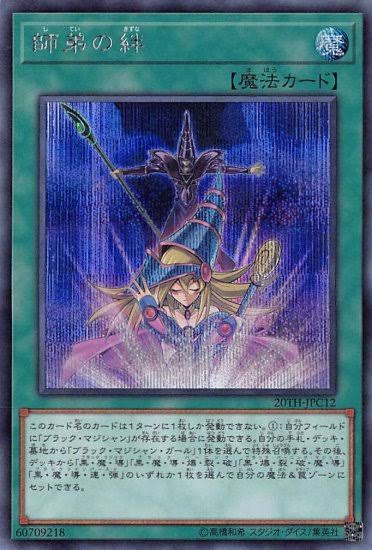 師弟の絆
【魔法カード】
魔
20TH-JPC12
このカード名のカードは1ターンに1枚しか発動できない。①:自分フィールド
に「ブラック・マジシャン」が存在する場合に発動できる。自分の手札・デッキ・
墓地から「ブラック・マジシャン・ガール」1体を選んで特殊召喚する。その後、
デッキから「黒・魔・導」「黒・魔・導・爆・裂・破」「黒・爆・裂・破・魔・導」
「黒・魔・導・連・弾」のいずれか1枚を選んで自分の魔法&罠ゾーンに
セットできる。
60709218
©高橋和希 スタジオ・ダイス/集英社